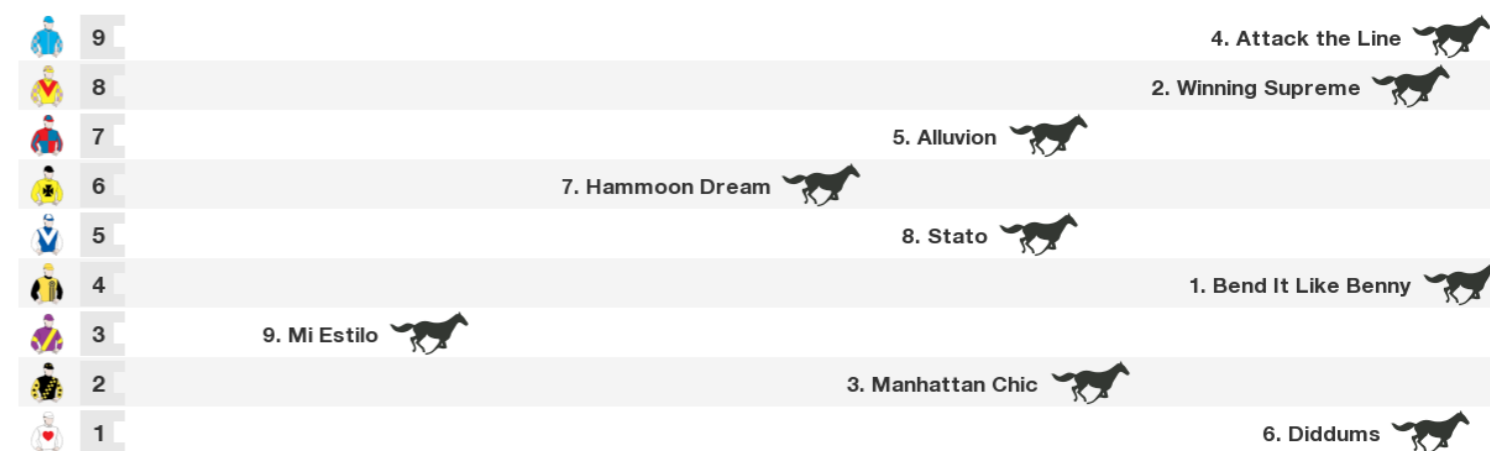 9 4. Attack the Line
8 2. Winning Supreme
7 5. Alluvion
6 7. Hammoon Dream
5 8. Stato
4 1. Bend It Like Benny
3 9. Mi Estilo
2 3. Manhattan Chic
1 6. Diddums